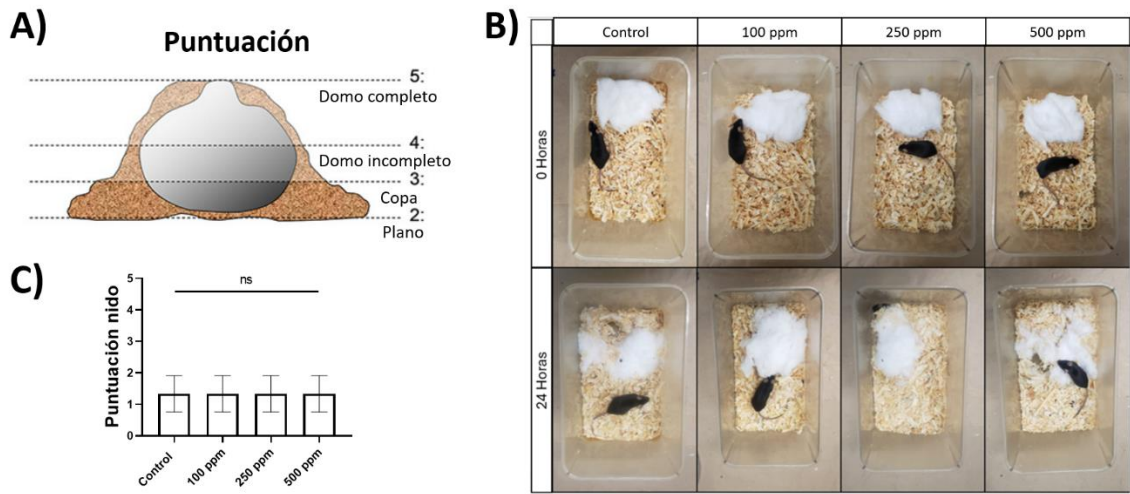 A)
Puntuación
5:
Domo completo
4:
Domo incompleto
3:
Copa
2:
Plano
B)
Control
100 ppm
250 ppm
500 ppm
0 Horas
24 Horas
C)
Puntuación nido
5
4
3
2
1
0
ns
Control
100 ppm
250 ppm
500 ppm